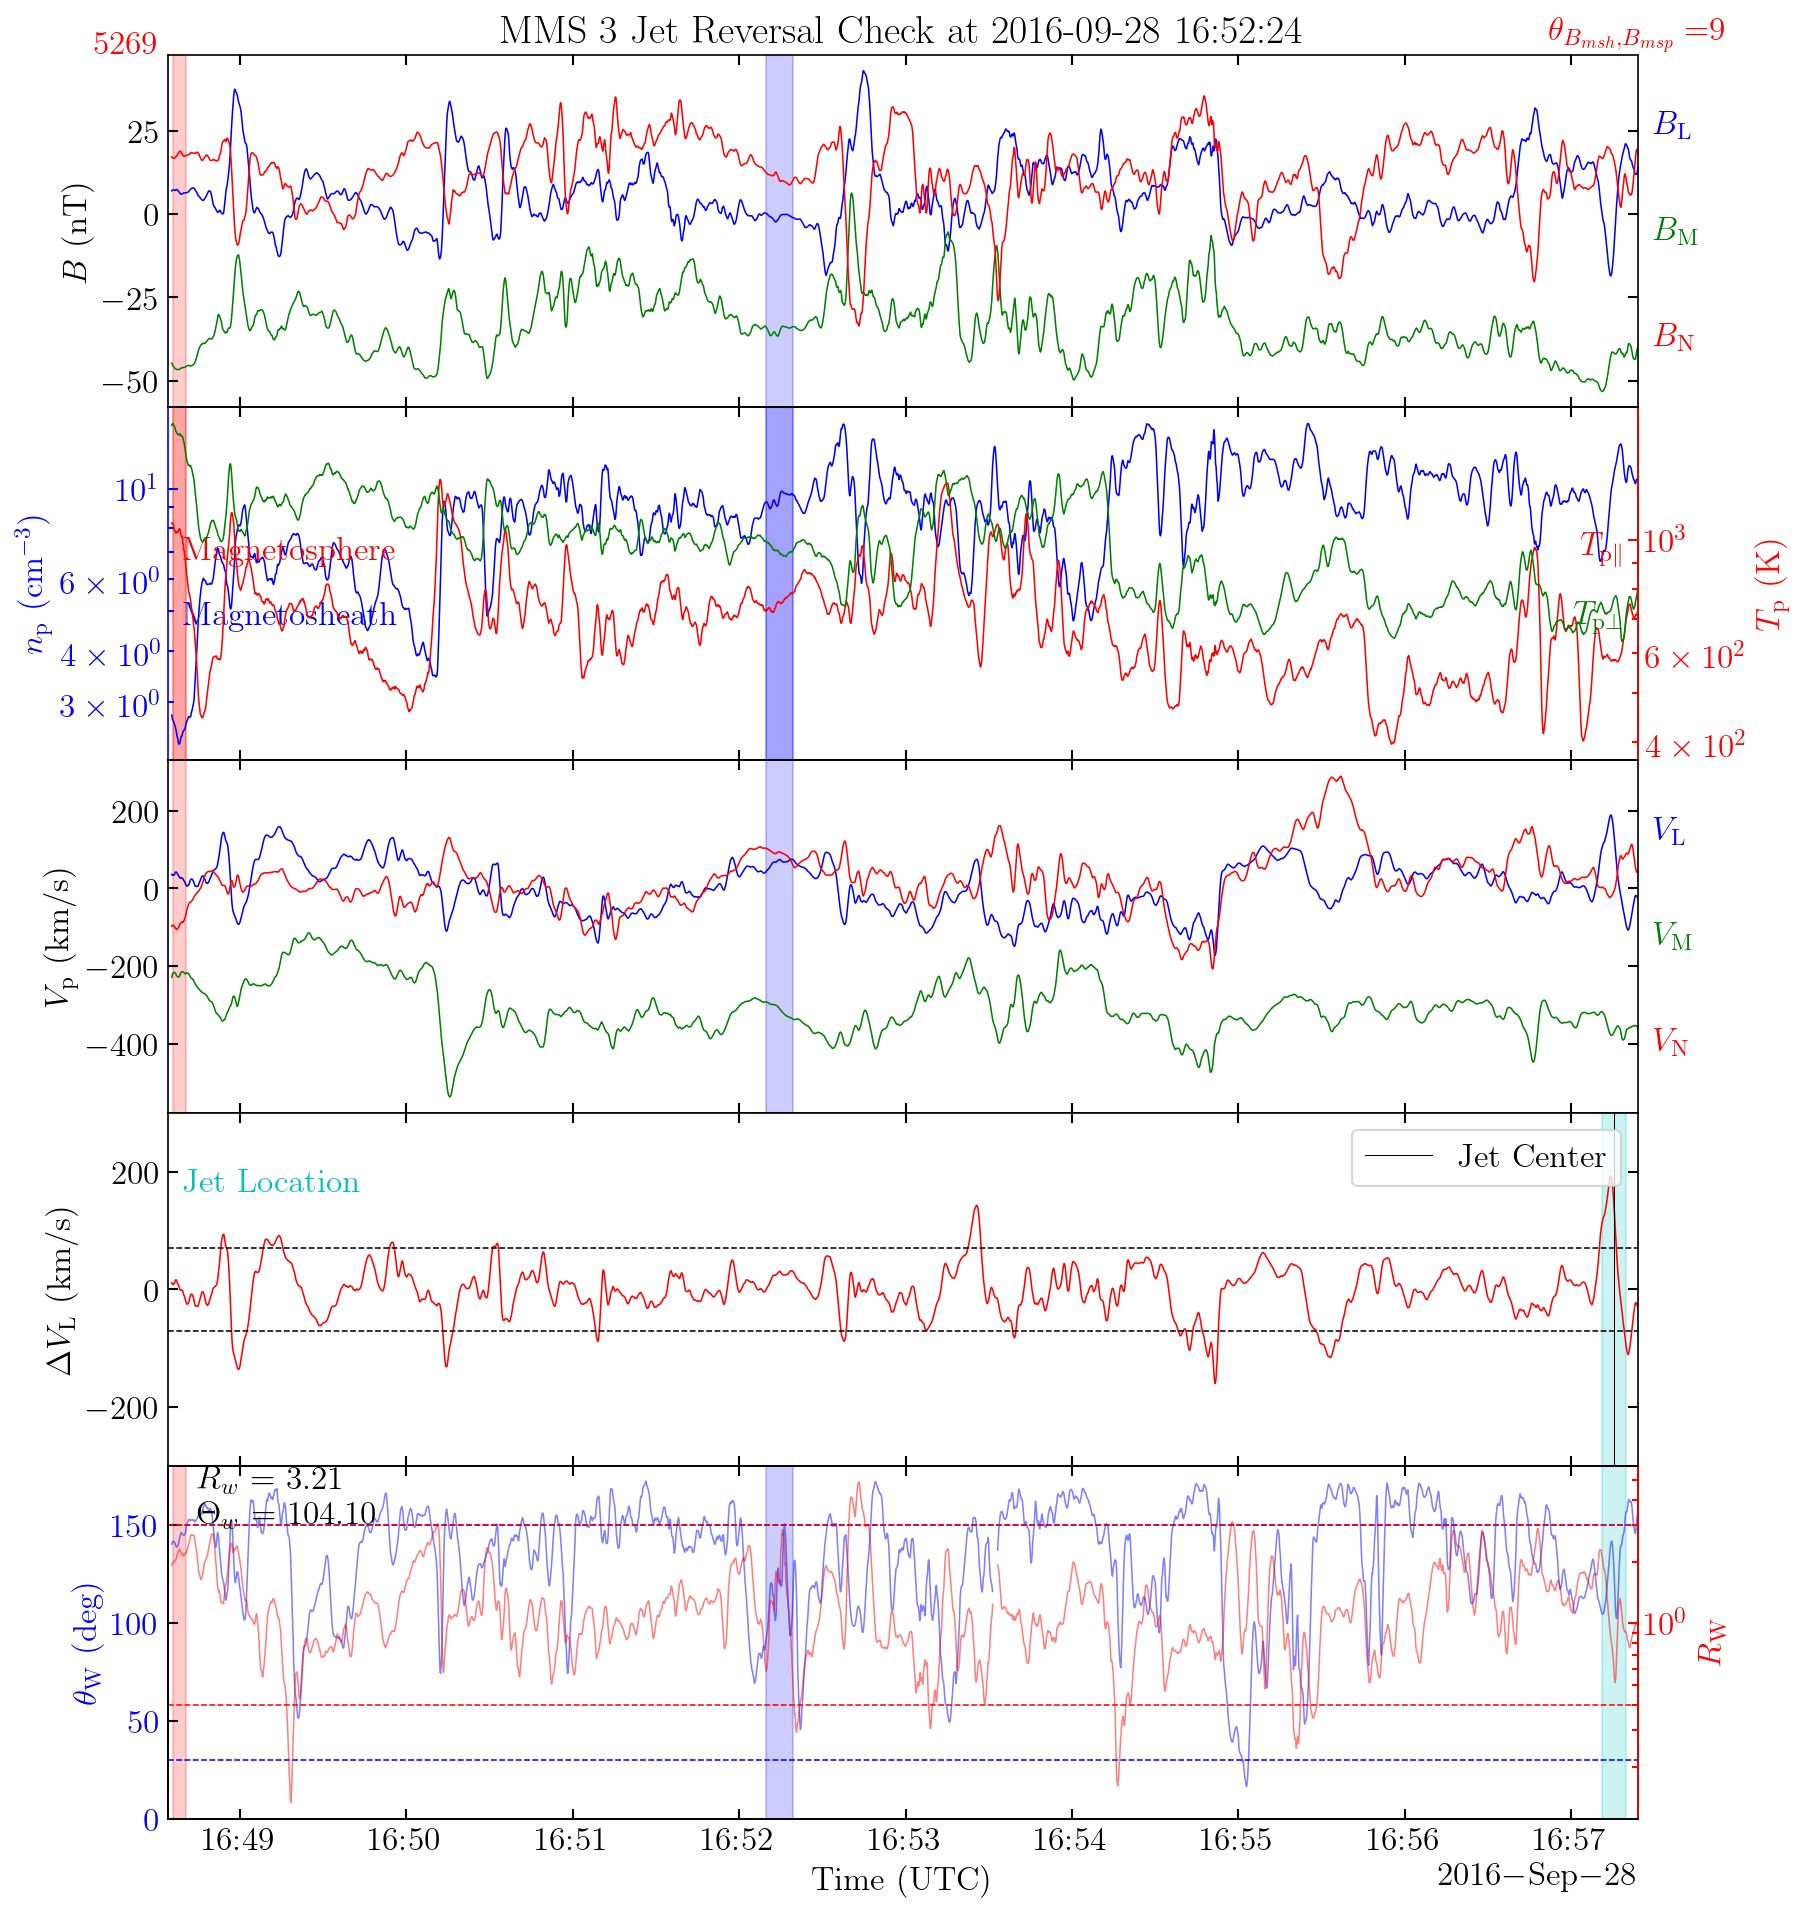 MMS 3 Jet Reversal Check at 2016-09-28 16:52:24
5269
θ_{B_{msh},B_{msp}} =9
25
0
−25
−50
B (nT)
B_L
B_M
B_N
10^1
6 × 10^0
4 × 10^0
3 × 10^0
n_p (cm^{−3})
Magnetosphere
Magnetosheath
T_{p∥}
T_{p⊥}
10^3
6 × 10^2
4 × 10^2
T_p (K)
200
0
−200
−400
V_p (km/s)
V_L
V_M
V_N
200
0
−200
ΔV_L (km/s)
Jet Location
Jet Center
R_w = 3.21
Θ_w = 104.10
150
100
50
0
θ_W (deg)
10^0
R_W
16:49 16:50 16:51 16:52 16:53 16:54 16:55 16:56 16:57
Time (UTC)
2016−Sep−28